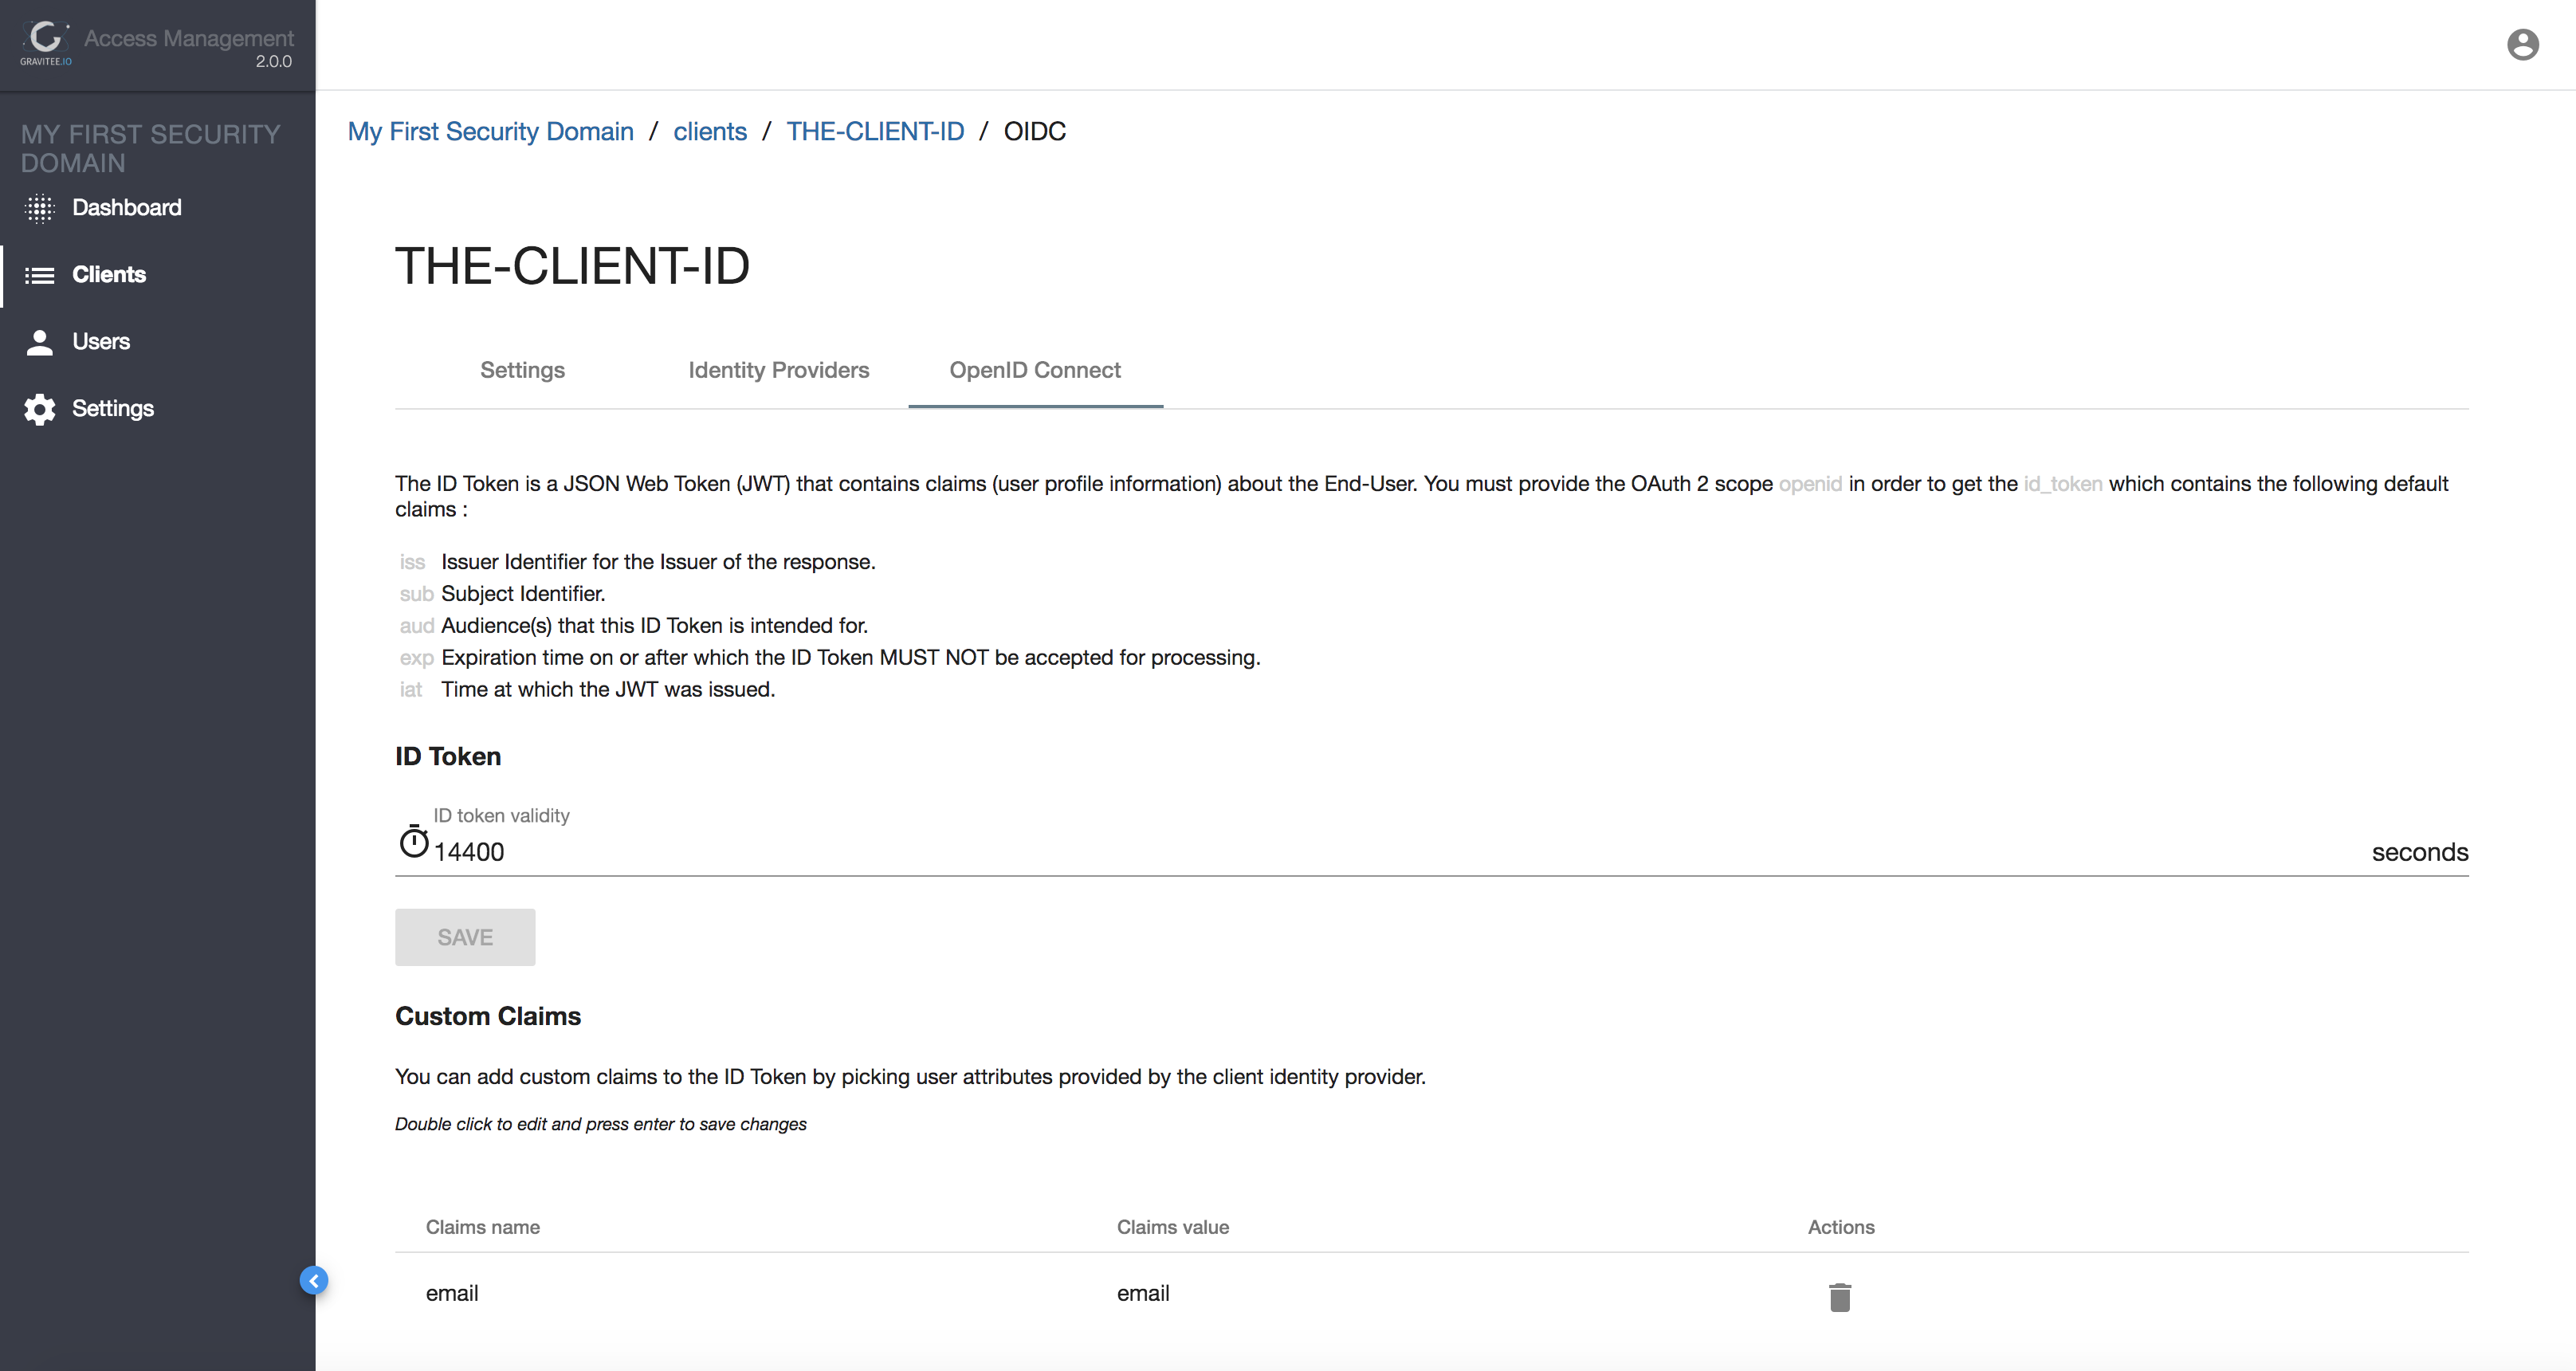 GRAVITEE.IO
Access Management
2.0.0
MY FIRST SECURITY
DOMAIN
Dashboard
Clients
Users
Settings
My First Security Domain / clients / THE-CLIENT-ID / OIDC
THE-CLIENT-ID
Settings Identity Providers OpenID Connect
The ID Token is a JSON Web Token (JWT) that contains claims (user profile information) about the End-User. You must provide the OAuth 2 scope openid in order to get the id_token which contains the following default
claims :
iss Issuer Identifier for the Issuer of the response.
sub Subject Identifier.
aud Audience(s) that this ID Token is intended for.
exp Expiration time on or after which the ID Token MUST NOT be accepted for processing.
iat Time at which the JWT was issued.
ID Token
ID token validity
14400 seconds
SAVE
Custom Claims
You can add custom claims to the ID Token by picking user attributes provided by the client identity provider.
Double click to edit and press enter to save changes
Claims name Claims value Actions
email email